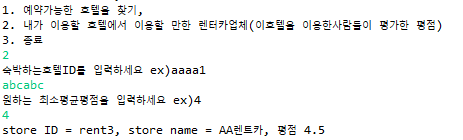 1. 예약가능한 호텔을 찾기,
2. 내가 이용할 호텔에서 이용할 만한 렌터카업체(이호텔을 이용한사람들이 평가한 평점)
3. 종료
2
숙박하는호텔ID를 입력하세요 ex)aaaa1
abcabc
원하는 최소평균평점을 입력하세요 ex)4
4
store ID = rent3, store name = AA렌트카, 평점 4.5